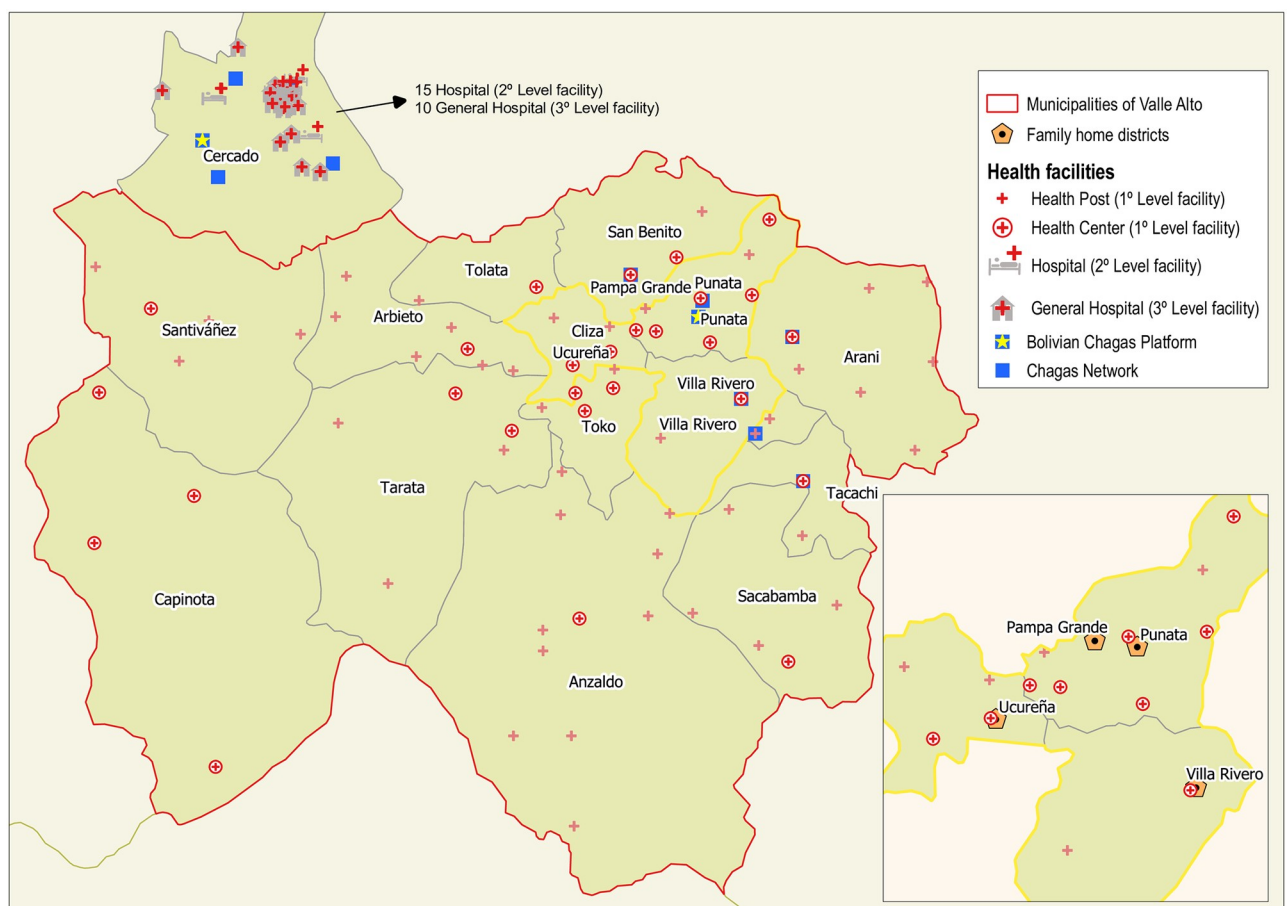 15 Hospital (2º Level facility)
10 General Hospital (3º Level facility)
Cercado
Municipalities of Valle Alto
Family home districts
Health facilities
Health Post (1º Level facility)
Health Center (1º Level facility)
Hospital (2º Level facility)
General Hospital (3º Level facility)
Bolivian Chagas Platform
Chagas Network
San Benito
Tolata
Pampa Grande
Punata
Arbieto
Punata
Santiváñez
Cliza
Ucureña
Arani
Villa Rivero
Villa Rivero
Toko
Tarata
Tacachi
Capinota
Sacabamba
Anzaldo
Pampa Grande
Punata
Ucureña
Villa Rivero